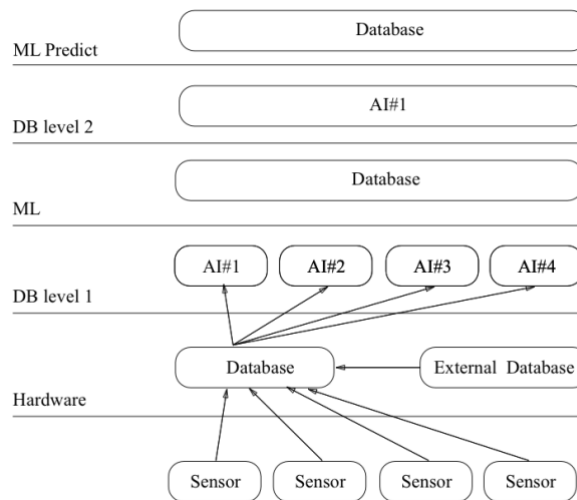 Database
ML Predict
AI#1
DB level 2
Database
ML
AI#1 AI#2 AI#3 AI#4
DB level 1
Database External Database
Hardware
Sensor Sensor Sensor Sensor